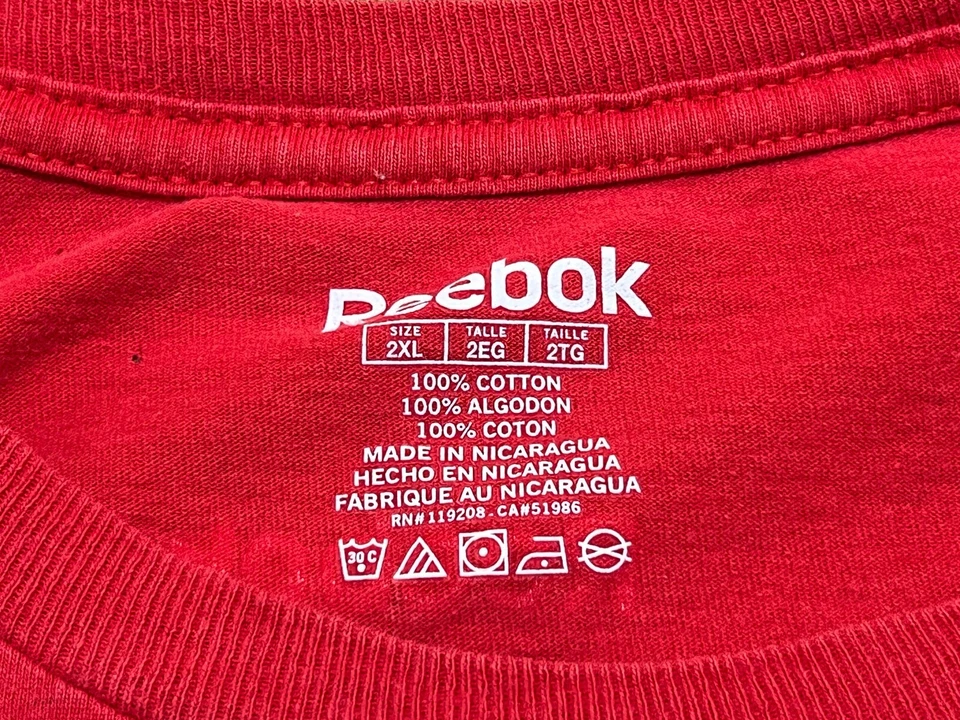 Reebok
SIZE TALLE TAILLE
2XL 2EG 2TG
100% COTTON
100% ALGODON
100% COTON
MADE IN NICARAGUA
HECHO EN NICARAGUA
FABRIQUE AU NICARAGUA
RN# 119208 - CA# 51986
30C